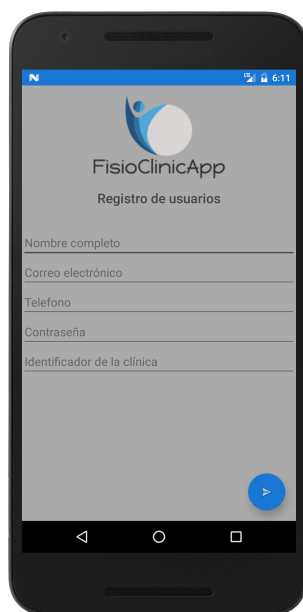 6:11
FisioClinicApp
Registro de usuarios
Nombre completo
Correo electrónico
Telefono
Contraseña
Identificador de la clínica